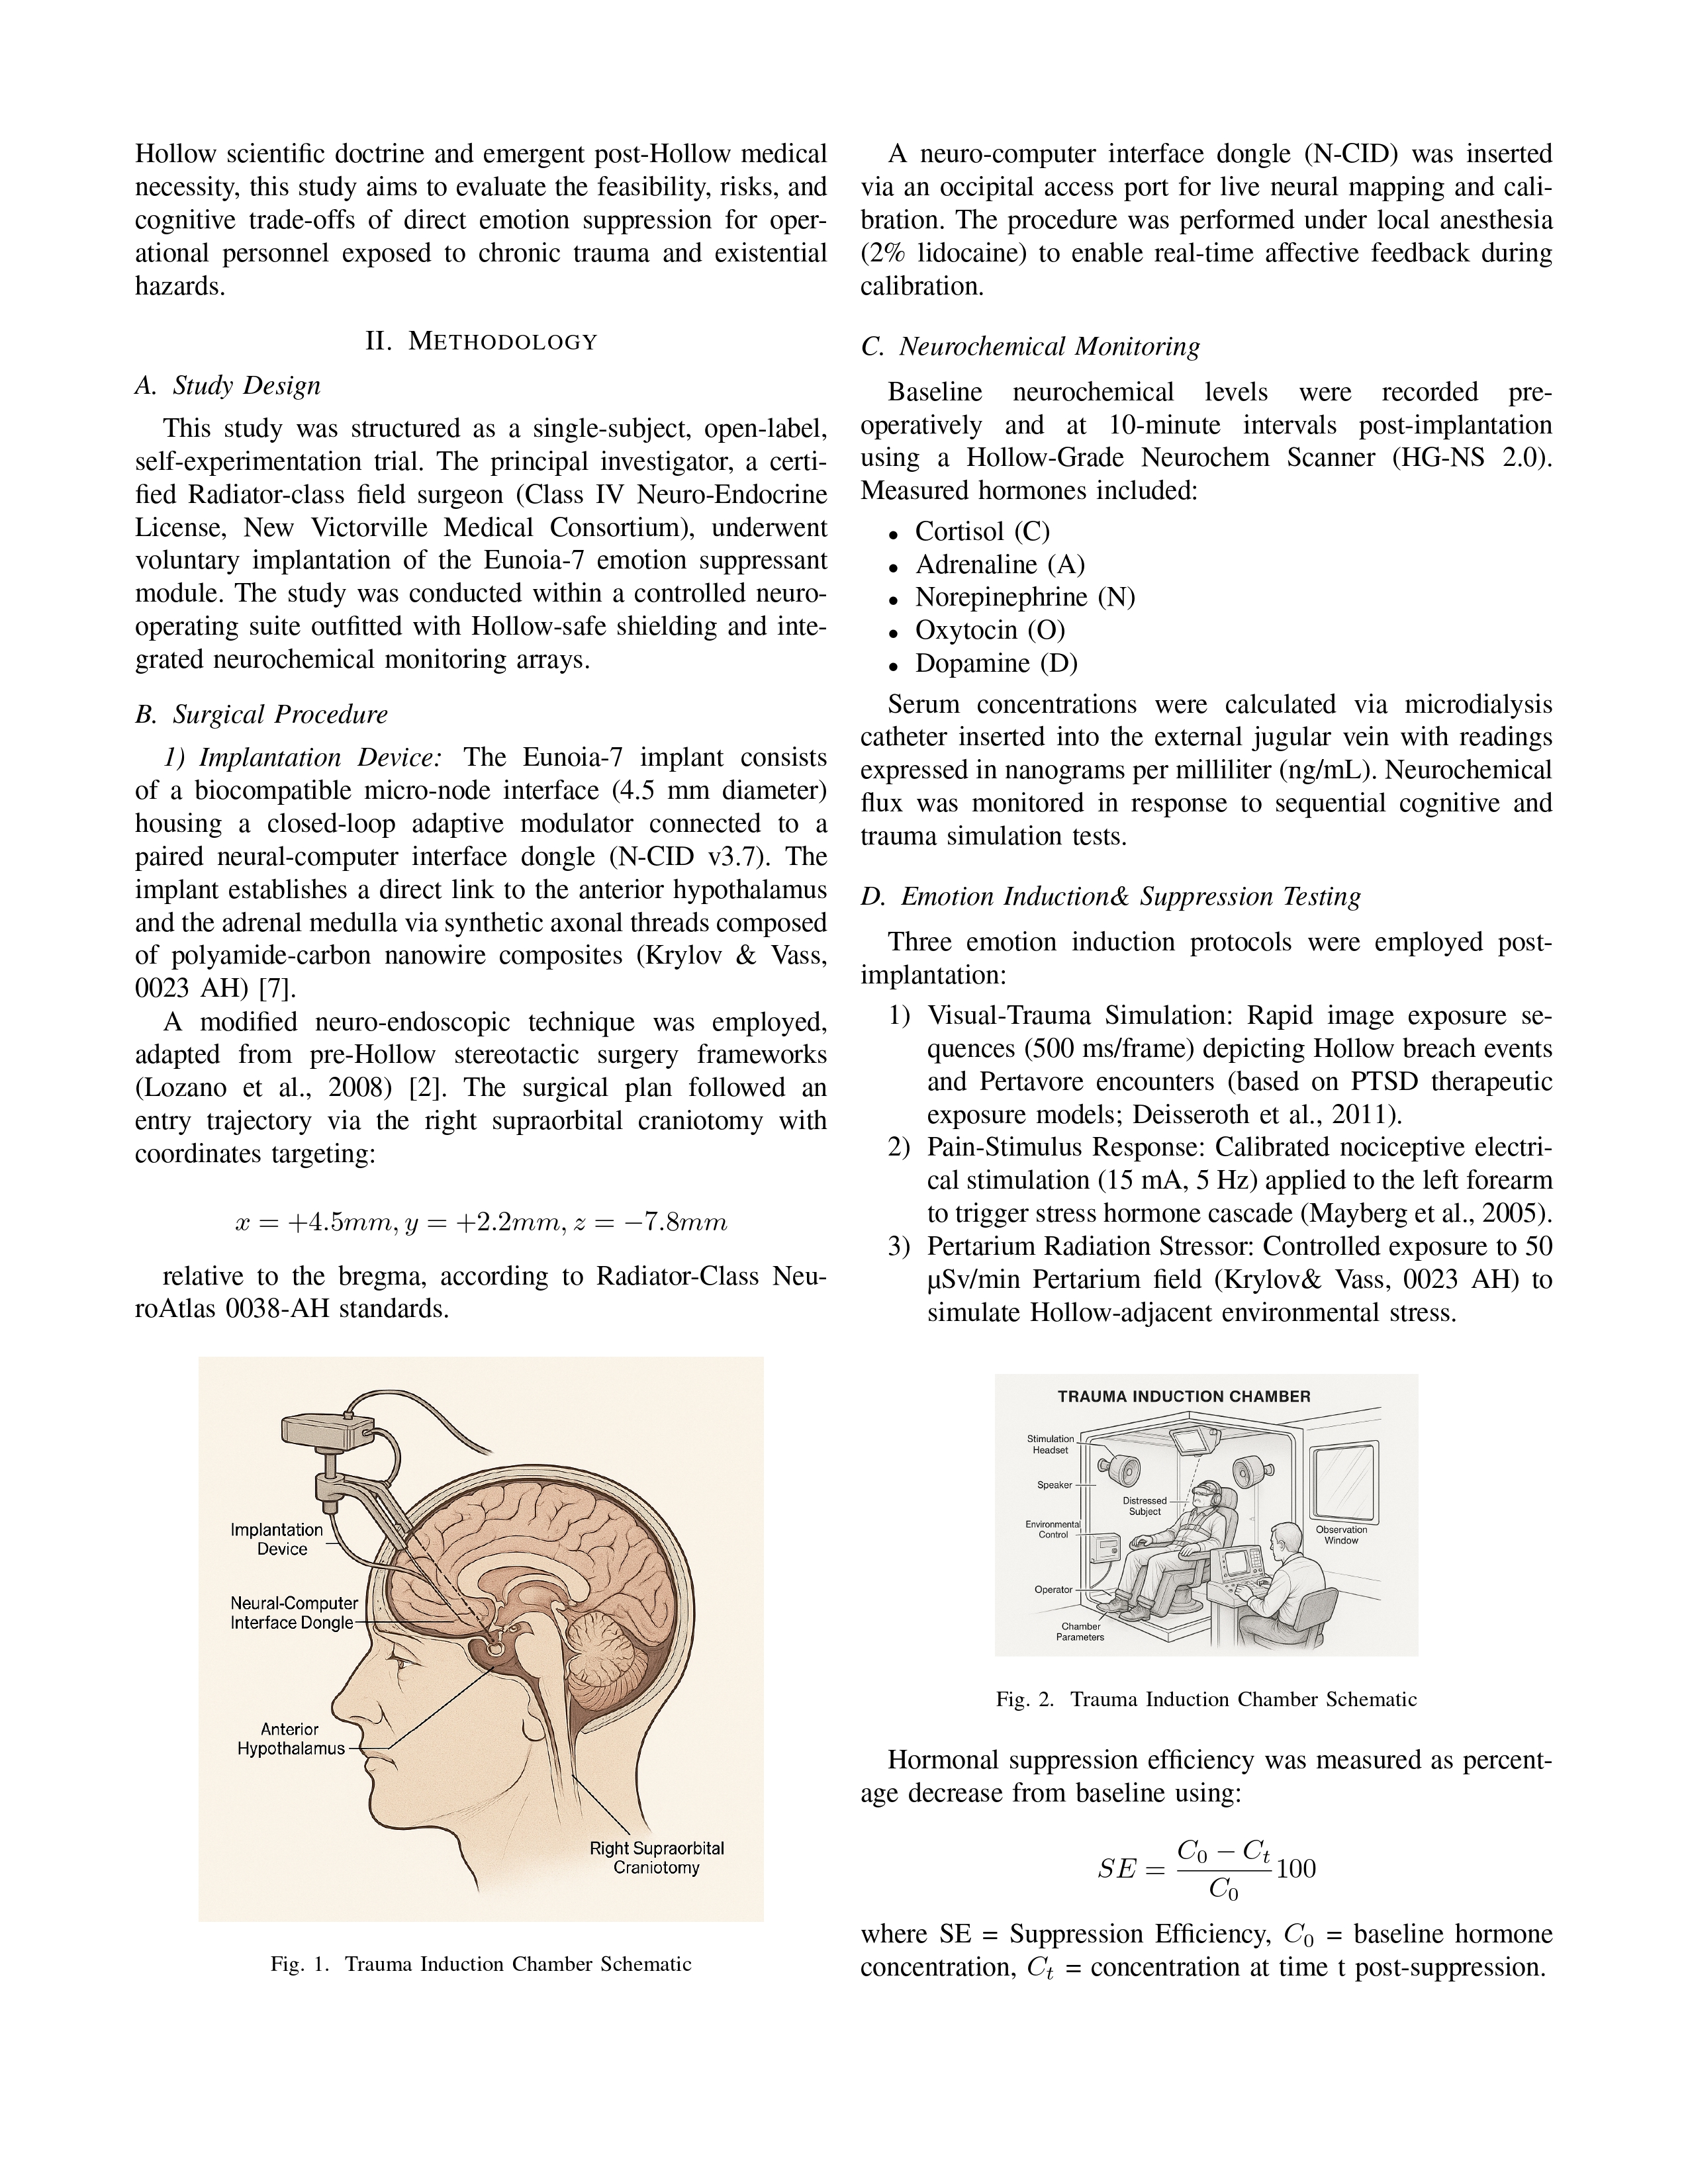 Hollow scientific doctrine and emergent post-Hollow medical
necessity, this study aims to evaluate the feasibility, risks, and
cognitive trade-offs of direct emotion suppression for oper-
ational personnel exposed to chronic trauma and existential
hazards.
II. METHODOLOGY
A. Study Design
This study was structured as a single-subject, open-label,
self-experimentation trial. The principal investigator, a certi-
fied Radiator-class field surgeon (Class IV Neuro-Endocrine
License, New Victorville Medical Consortium), underwent
voluntary implantation of the Eunoia-7 emotion suppressant
module. The study was conducted within a controlled neuro-
operating suite outfitted with Hollow-safe shielding and inte-
grated neurochemical monitoring arrays.
B. Surgical Procedure
1) Implantation Device: The Eunoia-7 implant consists
of a biocompatible micro-node interface (4.5 mm diameter)
housing a closed-loop adaptive modulator connected to a
paired neural-computer interface dongle (N-CID v3.7). The
implant establishes a direct link to the anterior hypothalamus
and the adrenal medulla via synthetic axonal threads composed
of polyamide-carbon nanowire composites (Krylov & Vass,
0023 AH) [7].
A modified neuro-endoscopic technique was employed,
adapted from pre-Hollow stereotactic surgery frameworks
(Lozano et al., 2008) [2]. The surgical plan followed an
entry trajectory via the right supraorbital craniotomy with
coordinates targeting:
x = +4.5mm, y = +2.2mm, z = −7.8mm
relative to the bregma, according to Radiator-Class Neu-
roAtlas 0038-AH standards.
Implantation
Device
Neural-Computer
Interface Dongle
Anterior
Hypothalamus
Right Supraorbital
Craniotomy
Fig. 1. Trauma Induction Chamber Schematic
A neuro-computer interface dongle (N-CID) was inserted
via an occipital access port for live neural mapping and cali-
bration. The procedure was performed under local anesthesia
(2% lidocaine) to enable real-time affective feedback during
calibration.
C. Neurochemical Monitoring
Baseline neurochemical levels were recorded pre-
operatively and at 10-minute intervals post-implantation
using a Hollow-Grade Neurochem Scanner (HG-NS 2.0).
Measured hormones included:
• Cortisol (C)
• Adrenaline (A)
• Norepinephrine (N)
• Oxytocin (O)
• Dopamine (D)
Serum concentrations were calculated via microdialysis
catheter inserted into the external jugular vein with readings
expressed in nanograms per milliliter (ng/mL). Neurochemical
flux was monitored in response to sequential cognitive and
trauma simulation tests.
D. Emotion Induction& Suppression Testing
Three emotion induction protocols were employed post-
implantation:
1) Visual-Trauma Simulation: Rapid image exposure se-
quences (500 ms/frame) depicting Hollow breach events
and Pertavore encounters (based on PTSD therapeutic
exposure models; Deisseroth et al., 2011).
2) Pain-Stimulus Response: Calibrated nociceptive electri-
cal stimulation (15 mA, 5 Hz) applied to the left forearm
to trigger stress hormone cascade (Mayberg et al., 2005).
3) Pertarium Radiation Stressor: Controlled exposure to 50
µSv/min Pertarium field (Krylov& Vass, 0023 AH) to
simulate Hollow-adjacent environmental stress.
TRAUMA INDUCTION CHAMBER
Stimulation
Headset
Speaker
Distressed
Subject
Environmental
Control
Observation
Window
Operator
Chamber
Parameters
Fig. 2. Trauma Induction Chamber Schematic
Hormonal suppression efficiency was measured as percent-
age decrease from baseline using:
SE = \frac{C_0 − C_t}{C_0} 100
where SE = Suppression Efficiency, C_0 = baseline hormone
concentration, C_t = concentration at time t post-suppression.